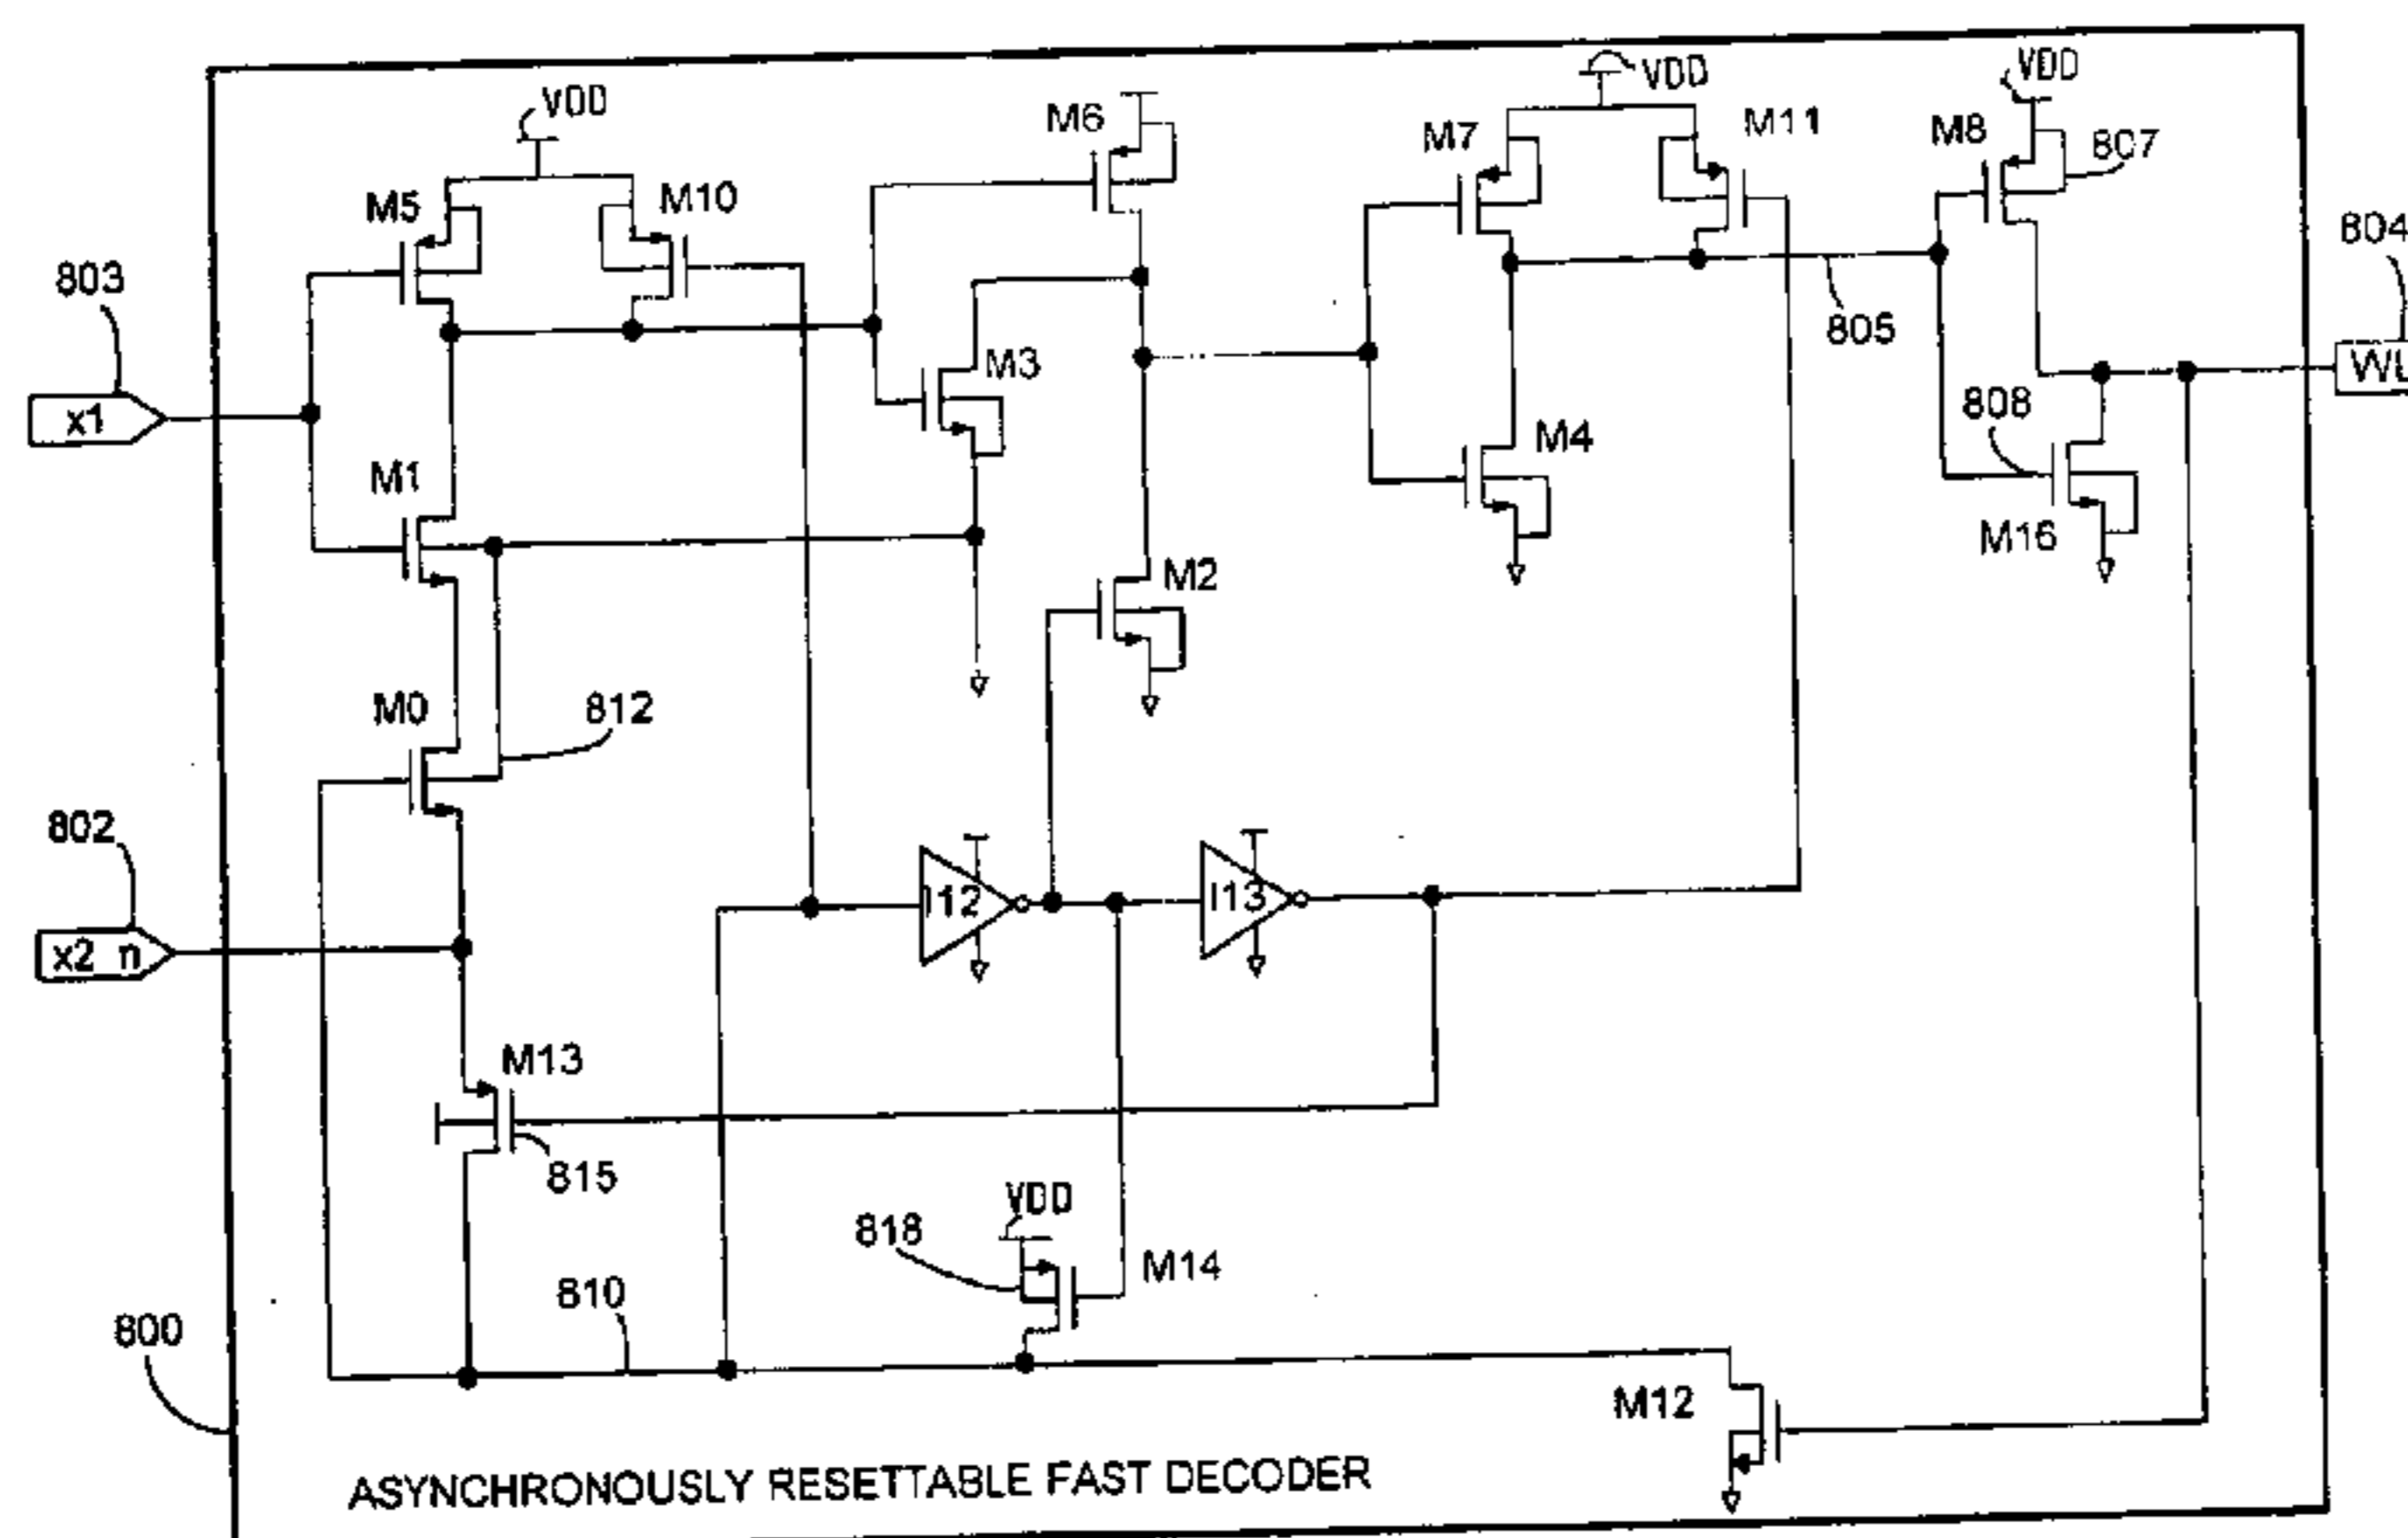 VDD
VDD
VDD
M6
M7
M11
M8
807
M5
M10
804
803
805
M3
WL
x1
808
M4
M1
M16
M2
M0
812
802
I12
I13
x2 n
M13
815
VDD
818
M14
810
800
M12
ASYNCHRONOUSLY RESETTABLE FAST DECODER